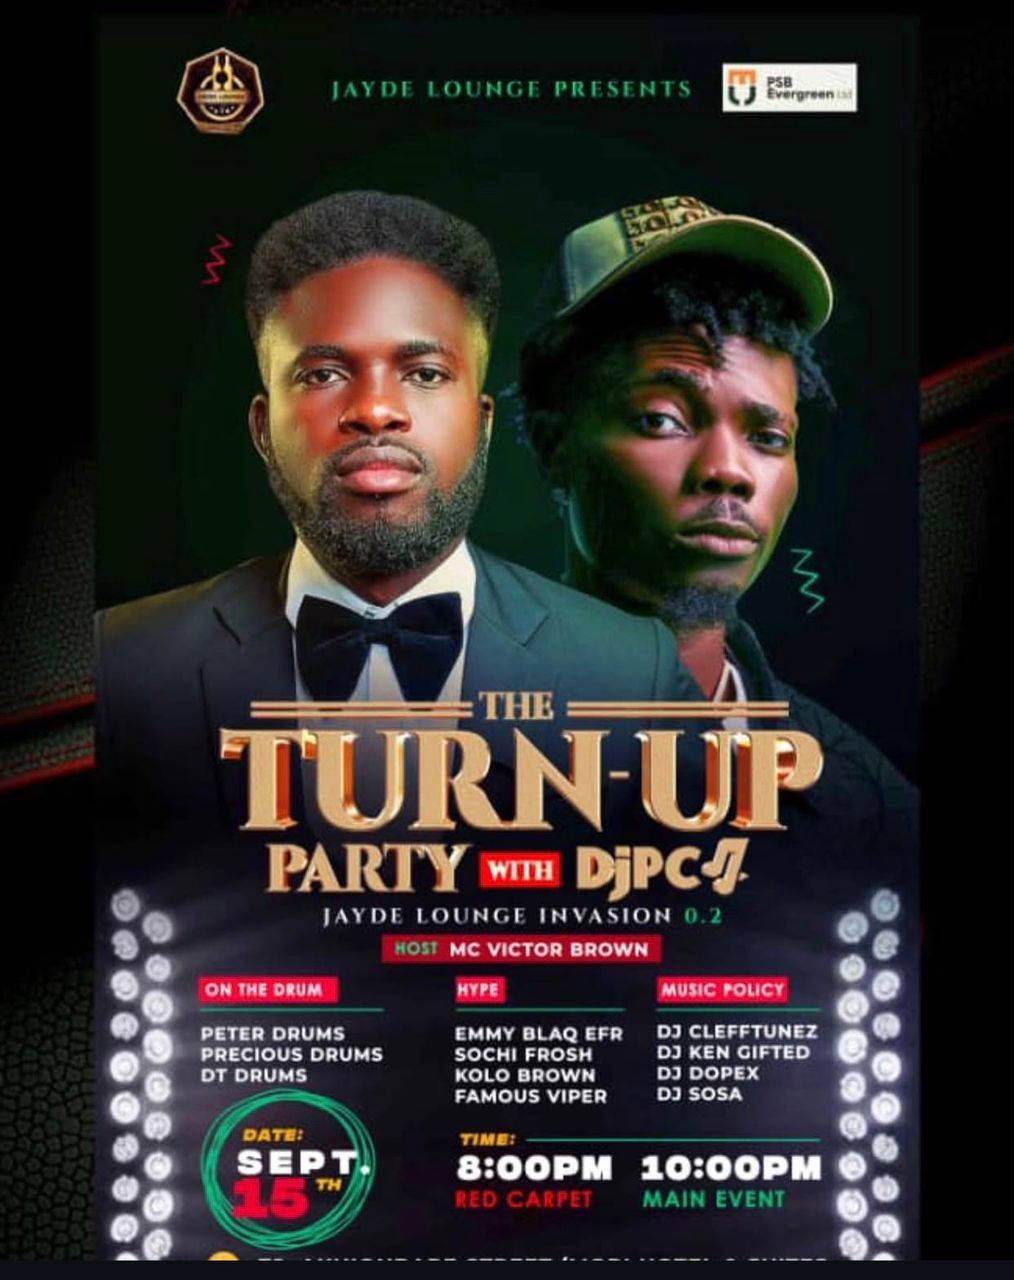 JAYDE LOUNGE PRESENTS
PSB
Evergreen Ltd
THE
TURN-UP
PARTY WITH DjPC
JAYDE LOUNGE INVASION 0.2
HOST MC VICTOR BROWN
ON THE DRUM
PETER DRUMS
PRECIOUS DRUMS
DT DRUMS
HYPE
EMMY BLAQ EFR
SOCHI FROSH
KOLO BROWN
FAMOUS VIPER
MUSIC POLICY
DJ CLEFFTUNEZ
DJ KEN GIFTED
DJ DOPEX
DJ SOSA
DATE:
SEPT.
15TH
TIME:
8:00PM 10:00PM
RED CARPET MAIN EVENT